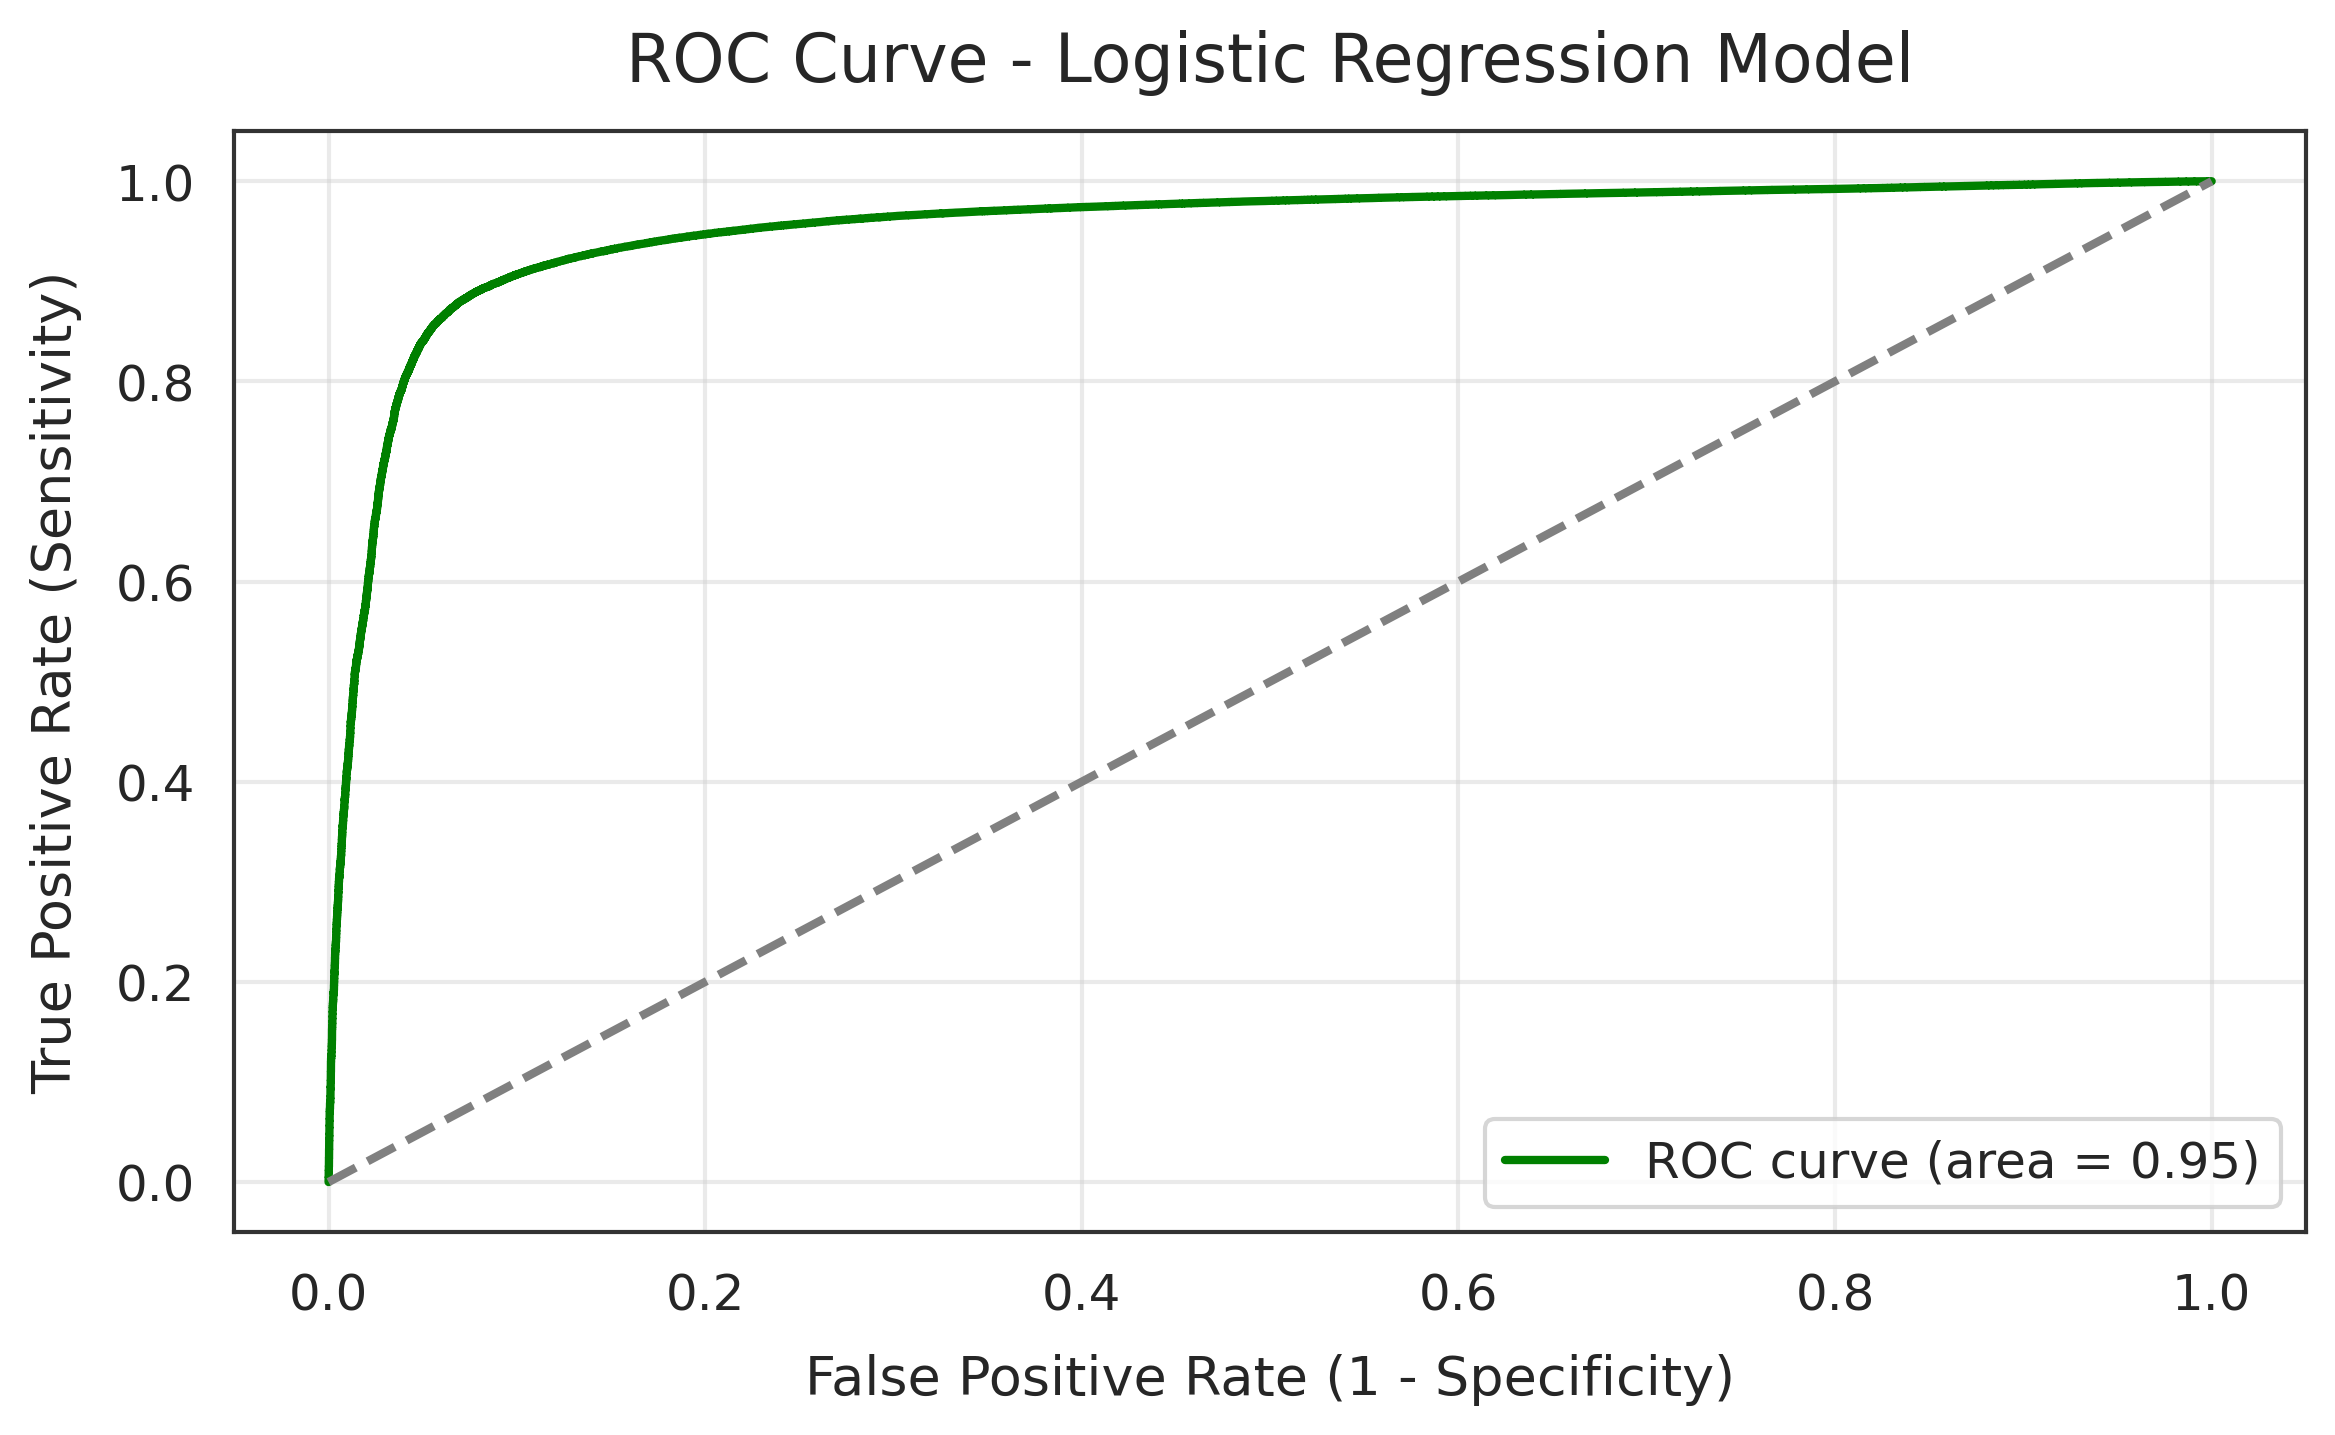 ROC Curve - Logistic Regression Model
True Positive Rate (Sensitivity)
1.0
0.8
0.6
0.4
0.2
0.0
ROC curve (area = 0.95)
0.0 0.2 0.4 0.6 0.8 1.0
False Positive Rate (1 - Specificity)